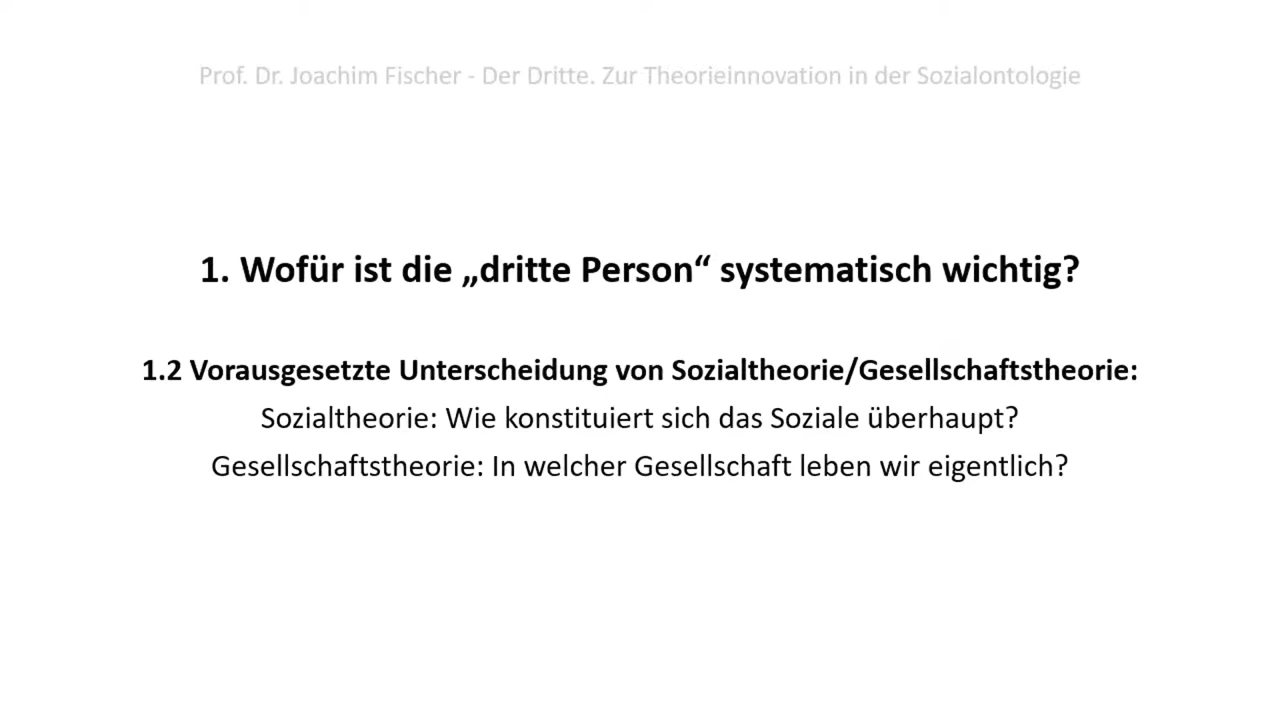 Prof. Dr. Joachim Fischer - Der Dritte. Zur Theorieinnovation in der Sozialontologie
1. Wofür ist die „dritte Person“ systematisch wichtig?
1.2 Vorausgesetzte Unterscheidung von Sozialtheorie/Gesellschaftstheorie:
Sozialtheorie: Wie konstituiert sich das Soziale überhaupt?
Gesellschaftstheorie: In welcher Gesellschaft leben wir eigentlich?